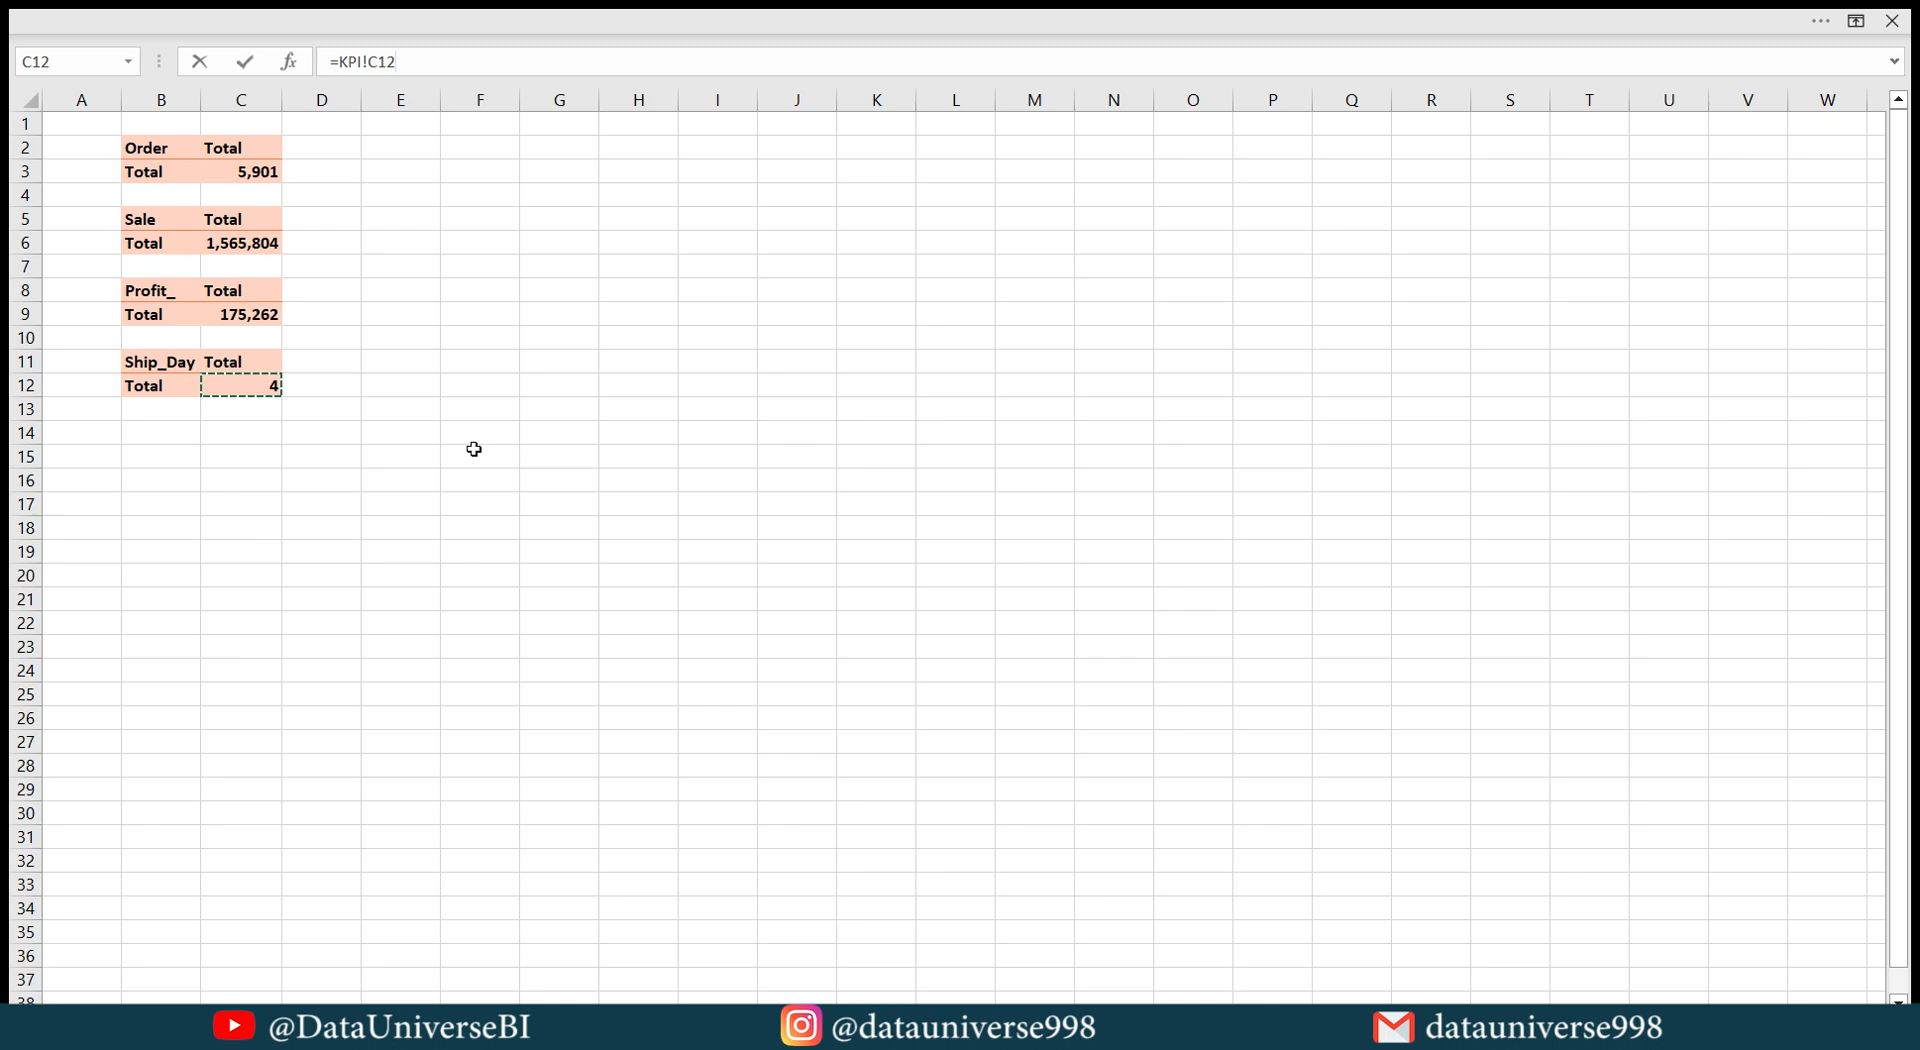 C12 fx =KPI!C12
A B C D E F G H I J K L M N O P Q R S T U V W
1
2 Order Total
3 Total 5,901
4
5 Sale Total
6 Total 1,565,804
7
8 Profit_ Total
9 Total 175,262
10
11 Ship_Day Total
12 Total 4
13
14
15
16
17
18
19
20
21
22
23
24
25
26
27
28
29
30
31
32
33
34
35
36
37
38
@DataUniverseBI @datauniverse998 datauniverse998